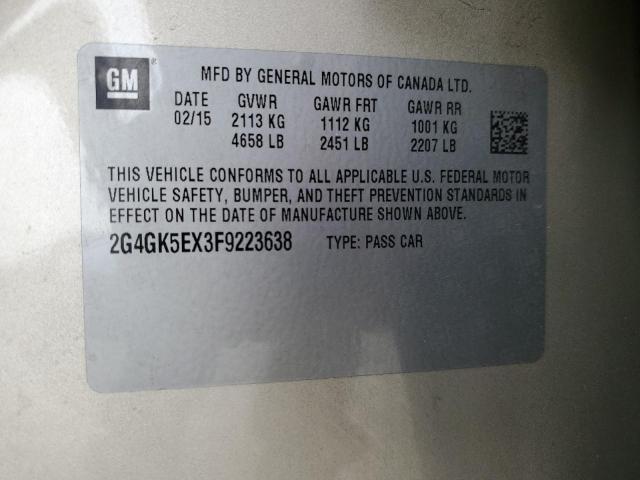 GM
MFD BY GENERAL MOTORS OF CANADA LTD.
DATE GVWR GAWR FRT GAWR RR
02/15 2113 KG 1112 KG 1001 KG
4658 LB 2451 LB 2207 LB
THIS VEHICLE CONFORMS TO ALL APPLICABLE U.S. FEDERAL MOTOR
VEHICLE SAFETY, BUMPER, AND THEFT PREVENTION STANDARDS IN
EFFECT ON THE DATE OF MANUFACTURE SHOWN ABOVE.
2G4GK5EX3F9223638 TYPE: PASS CAR